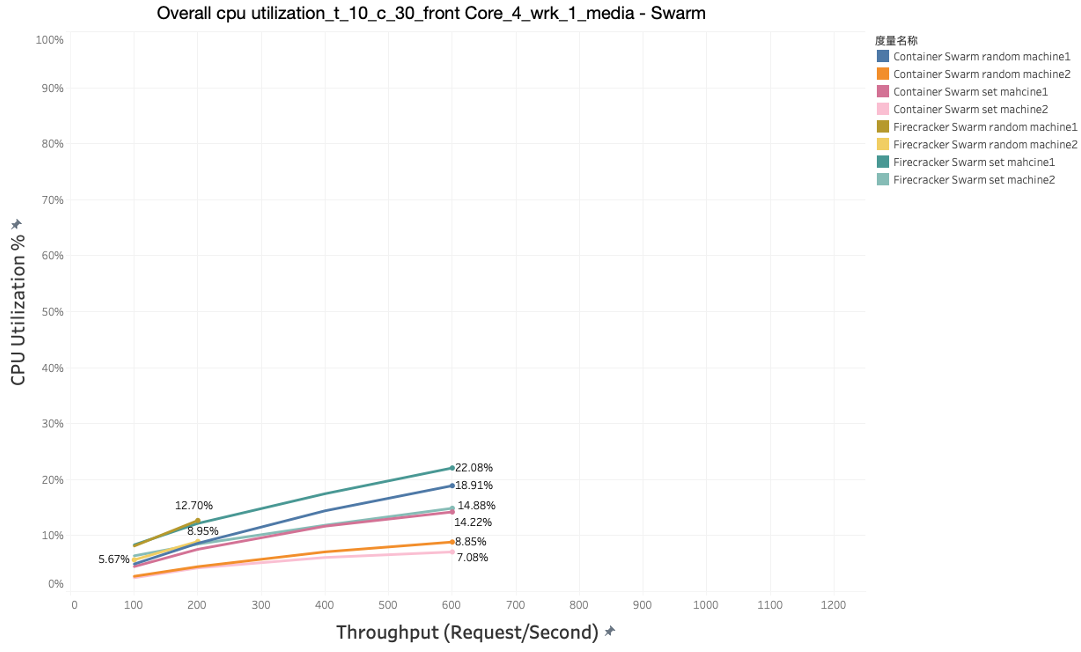 Overall cpu utilization_t_10_c_30_front Core_4_wrk_1_media - Swarm
度量名称
Container Swarm random machine1
Container Swarm random machine2
Container Swarm set mahcine1
Container Swarm set machine2
Firecracker Swarm random machine1
Firecracker Swarm random machine2
Firecracker Swarm set mahcine1
Firecracker Swarm set machine2
CPU Utilization %
100%
90%
80%
70%
60%
50%
40%
30%
20%
10%
0%
22.08%
18.91%
12.70%
14.88%
14.22%
8.95%
8.85%
5.67%
7.08%
0
100
200
300
400
500
600
700
800
900
1000
1100
1200
Throughput (Request/Second)